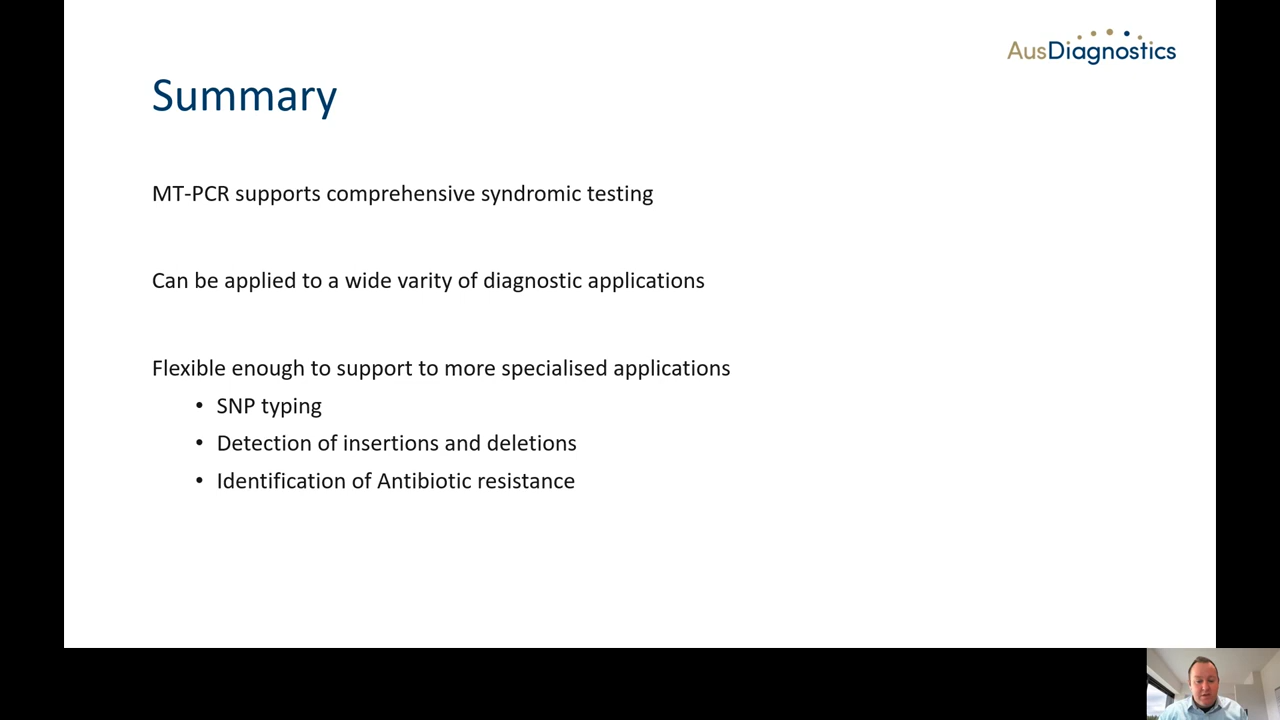 AusDiagnostics
Summary
MT-PCR supports comprehensive syndromic testing
Can be applied to a wide varity of diagnostic applications
Flexible enough to support to more specialised applications
• SNP typing
• Detection of insertions and deletions
• Identification of Antibiotic resistance